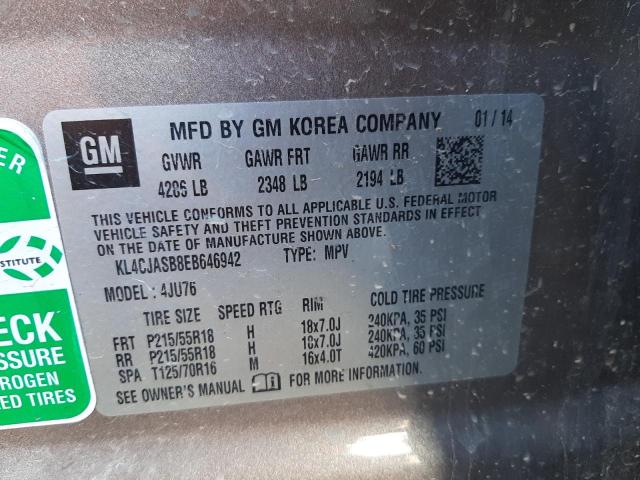 GM
MFD BY GM KOREA COMPANY 01/14
GVWR GAWR FRT GAWR RR
4286 LB 2348 LB 2194 LB
THIS VEHICLE CONFORMS TO ALL APPLICABLE U.S. FEDERAL MOTOR
VEHICLE SAFETY AND THEFT PREVENTION STANDARDS IN EFFECT
ON THE DATE OF MANUFACTURE SHOWN ABOVE.
KL4CJASB8EB646942 TYPE: MPV
MODEL: 4JU76
TIRE SIZE SPEED RTG RIM COLD TIRE PRESSURE
FRT P215/55R18 H 18x7.0J 240KPA, 35 PSI
RR P215/55R18 H 18x7.0J 240KPA, 35 PSI
SPA T125/70R16 M 16x4.0T 420KPA, 60 PSI
SEE OWNER'S MANUAL FOR MORE INFORMATION
ER
STITUTE
ECK
SSURE
ROGEN
ED TIRES